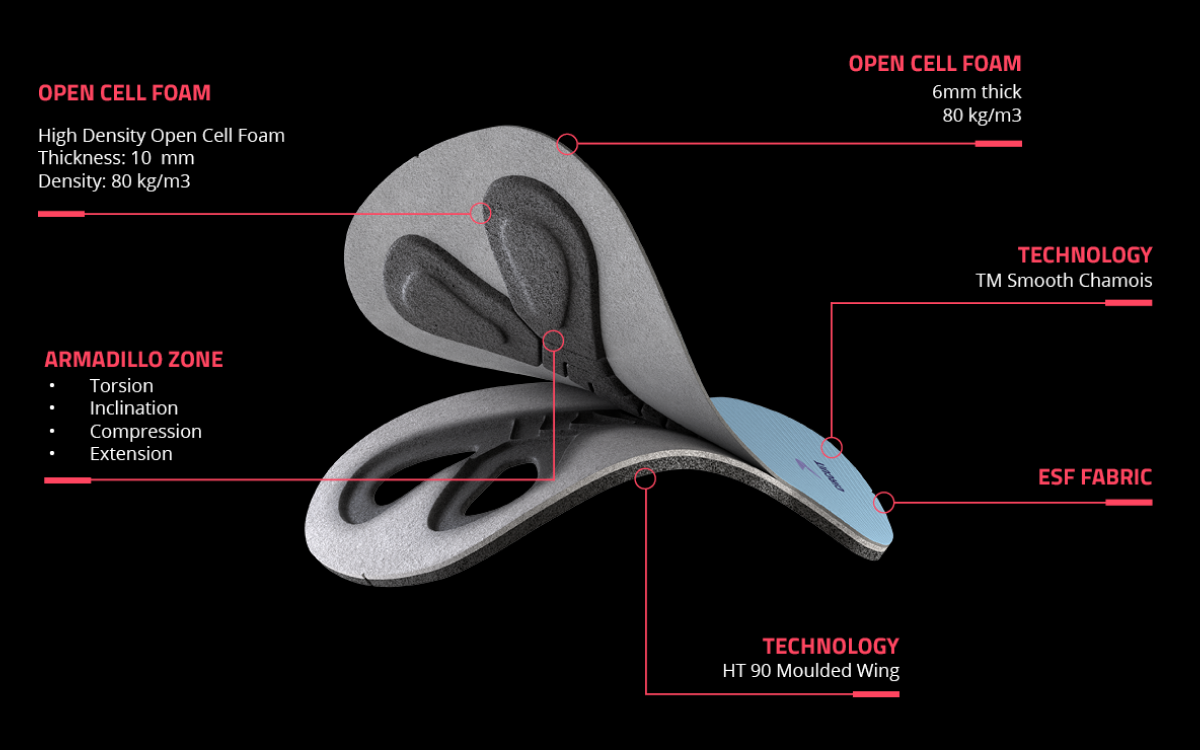 OPEN CELL FOAM
High Density Open Cell Foam
Thickness: 10  mm
Density: 80 kg/m3
OPEN CELL FOAM
6mm thick
80 kg/m3
TECHNOLOGY
TM Smooth Chamois
ARMADILLO ZONE
• Torsion
• Inclination
• Compression
• Extension
ESF FABRIC
TECHNOLOGY
HT 90 Moulded Wing